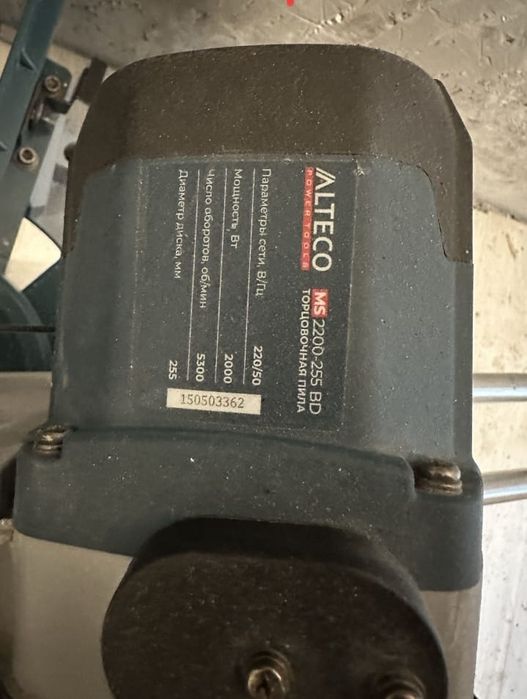 ALTECO
POWER TOOLS
MS 2200-255 BD
ТОРЦОВОЧНАЯ ПИЛА
Параметры сети, В/Гц 220/50
Мощность, Вт 2000
Число оборотов, об/мин 5300
Диаметр диска, мм 255
150503362